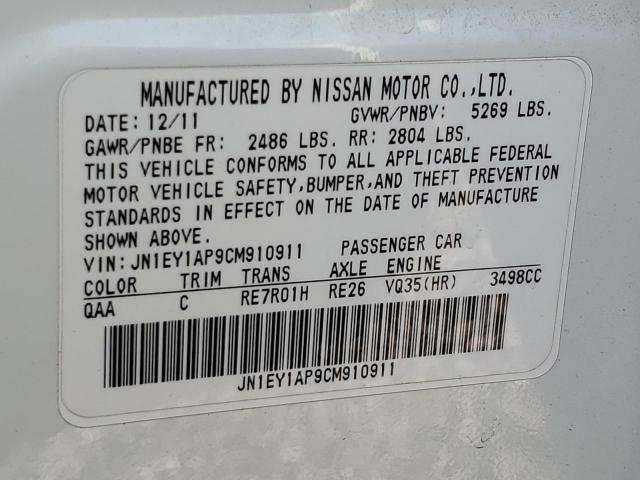 MANUFACTURED BY NISSAN MOTOR CO.,LTD.
DATE: 12/11 GVWR/PNBV: 5269 LBS.
GAWR/PNBE FR: 2486 LBS. RR: 2804 LBS.
THIS VEHICLE CONFORMS TO ALL APPLICABLE FEDERAL
MOTOR VEHICLE SAFETY,BUMPER,AND THEFT PREVENTION
STANDARDS IN EFFECT ON THE DATE OF MANUFACTURE
SHOWN ABOVE.
VIN: JN1EY1AP9CM910911 PASSENGER CAR
COLOR TRIM TRANS AXLE ENGINE
QAA C RE7R01H RE26 VQ35(HR) 3498CC
JN1EY1AP9CM910911